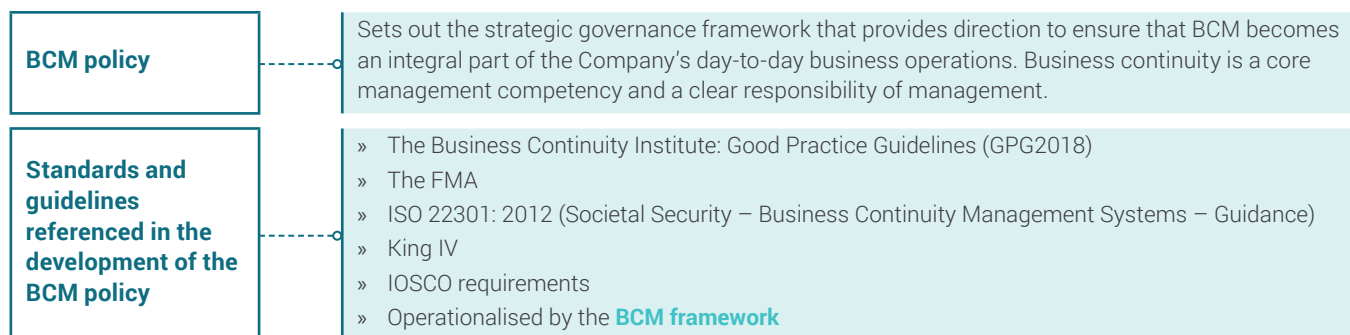 BCM policy
Sets out the strategic governance framework that provides direction to ensure that BCM becomes
an integral part of the Company’s day-to-day business operations. Business continuity is a core
management competency and a clear responsibility of management.
Standards and
guidelines
referenced in the
development of the
BCM policy
» The Business Continuity Institute: Good Practice Guidelines (GPG2018)
» The FMA
» ISO 22301: 2012 (Societal Security – Business Continuity Management Systems – Guidance)
» King IV
» IOSCO requirements
» Operationalised by the BCM framework